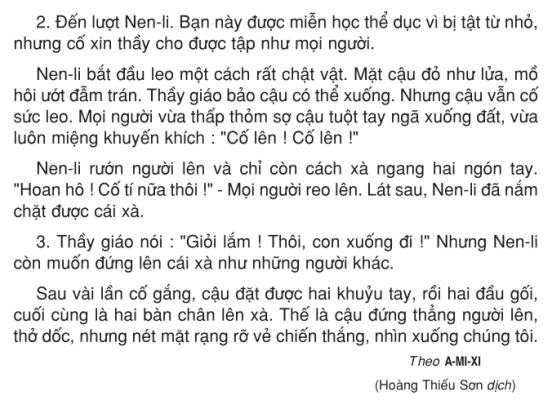 2. Đến lượt Nen-li. Bạn này được miễn học thể dục vì bị tật từ nhỏ,
nhưng cố xin thầy cho được tập như mọi người.
Nen-li bắt đầu leo một cách rất chật vật. Mặt cậu đỏ như lửa, mồ
hôi ướt đẫm trán. Thầy giáo bảo cậu có thể xuống. Nhưng cậu vẫn cố
sức leo. Mọi người vừa thấp thỏm sợ cậu tuột tay ngã xuống đất, vừa
luôn miệng khuyến khích : "Cố lên ! Cố lên !"
Nen-li rướn người lên và chỉ còn cách xà ngang hai ngón tay.
"Hoan hô ! Cố tí nữa thôi !" - Mọi người reo lên. Lát sau, Nen-li đã nắm
chặt được cái xà.
3. Thầy giáo nói : "Giỏi lắm ! Thôi, con xuống đi !" Nhưng Nen-li
còn muốn đứng lên cái xà như những người khác.
Sau vài lần cố gắng, cậu đặt được hai khuỷu tay, rồi hai đầu gối,
cuối cùng là hai bàn chân lên xà. Thế là cậu đứng thẳng người lên,
thở dốc, nhưng nét mặt rạng rỡ vẻ chiến thắng, nhìn xuống chúng tôi.
Theo A-MI-XI
(Hoàng Thiếu Sơn dịch)